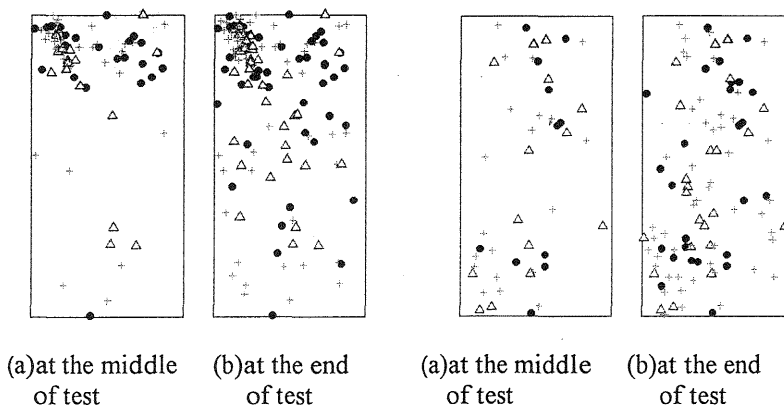 (a)at the middle
of test
(b)at the end
of test
(a)at the middle
of test
(b)at the end
of test